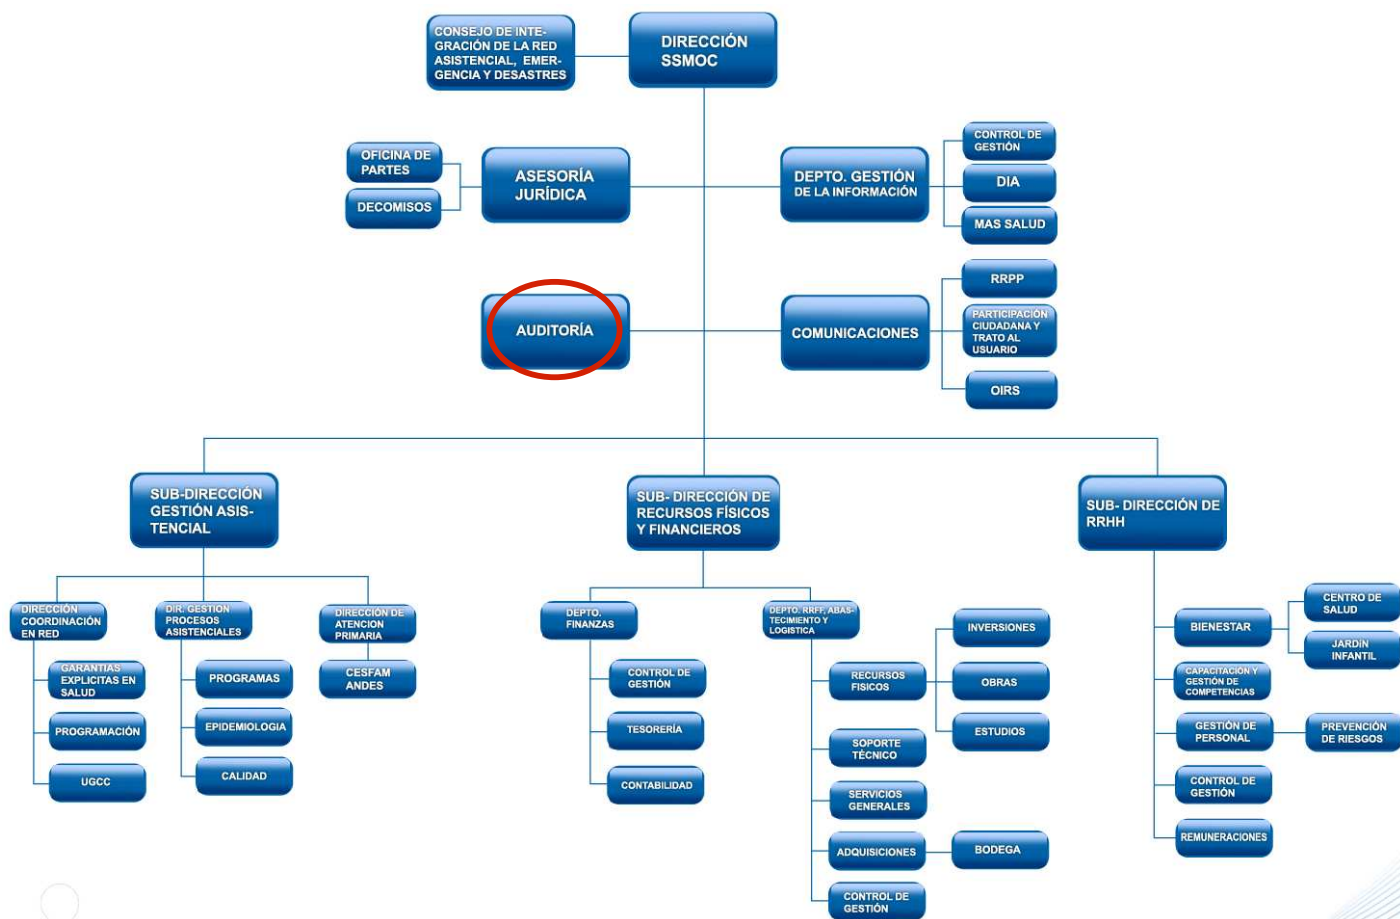 CONSEJO DE INTE-
GRACIÓN DE LA RED
ASISTENCIAL, EMER-
GENCIA Y DESASTRES
DIRECCIÓN
SSMOC
OFICINA DE
PARTES
DECOMISOS
ASESORÍA
JURÍDICA
DEPTO. GESTIÓN
DE LA INFORMACIÓN
CONTROL DE
GESTIÓN
DIA
MAS SALUD
AUDITORÍA
COMUNICACIONES
RRPP
PARTICIPACIÓN
CIUDADANA Y
TRATO AL
USUARIO
OIRS
SUB-DIRECCIÓN
GESTIÓN ASIS-
TENCIAL
SUB- DIRECCIÓN DE
RECURSOS FÍSICOS
Y FINANCIEROS
SUB- DIRECCIÓN DE
RRHH
DIRECCIÓN
COORDINACIÓN
EN RED
GARANTIAS
EXPLICITAS EN
SALUD
PROGRAMACIÓN
UGCC
DIR. GESTION
PROCESOS
ASISTENCIALES
PROGRAMAS
EPIDEMIOLOGIA
CALIDAD
DIRECCIÓN DE
ATENCION
PRIMARIA
CESFAM
ANDES
DEPTO.
FINANZAS
CONTROL DE
GESTIÓN
TESORERÍA
CONTABILIDAD
DEPTO. RRFF, ABAS-
TECIMIENTO Y
LOGISTICA
RECURSOS
FISICOS
INVERSIONES
OBRAS
ESTUDIOS
SOPORTE
TÉCNICO
SERVICIOS
GENERALES
ADQUISICIONES
BODEGA
CONTROL DE
GESTIÓN
BIENESTAR
CENTRO DE
SALUD
JARDÍN
INFANTIL
CAPACITACIÓN Y
GESTIÓN DE
COMPETENCIAS
GESTIÓN DE
PERSONAL
PREVENCIÓN
DE RIESGOS
CONTROL DE
GESTIÓN
REMUNERACIONES